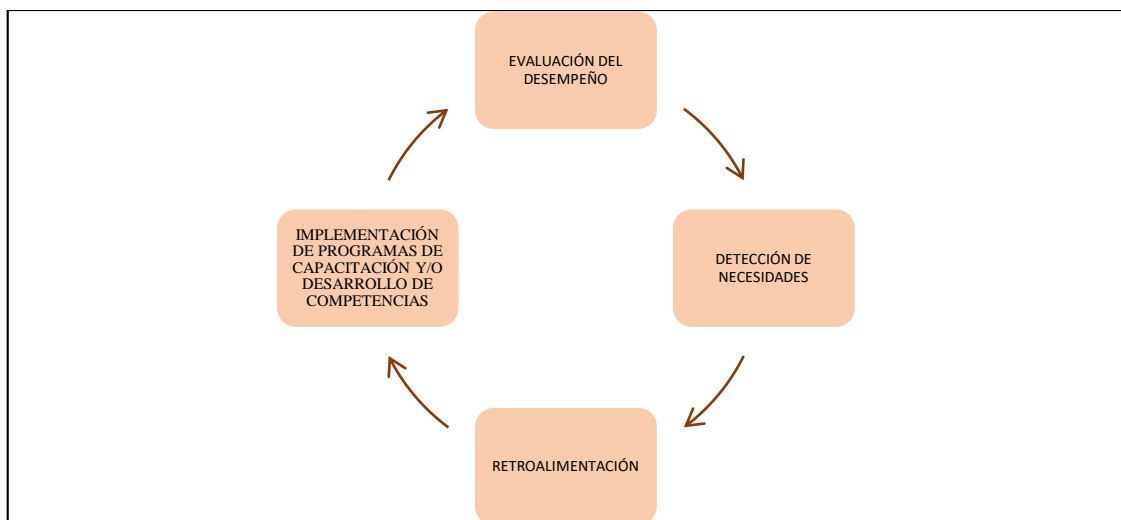 EVALUACIÓN DEL
DESEMPEÑO
DETECCIÓN DE
NECESIDADES
RETROALIMENTACIÓN
IMPLEMENTACIÓN
DE PROGRAMAS DE
CAPACITACIÓN Y/O
DESARROLLO DE
COMPETENCIAS